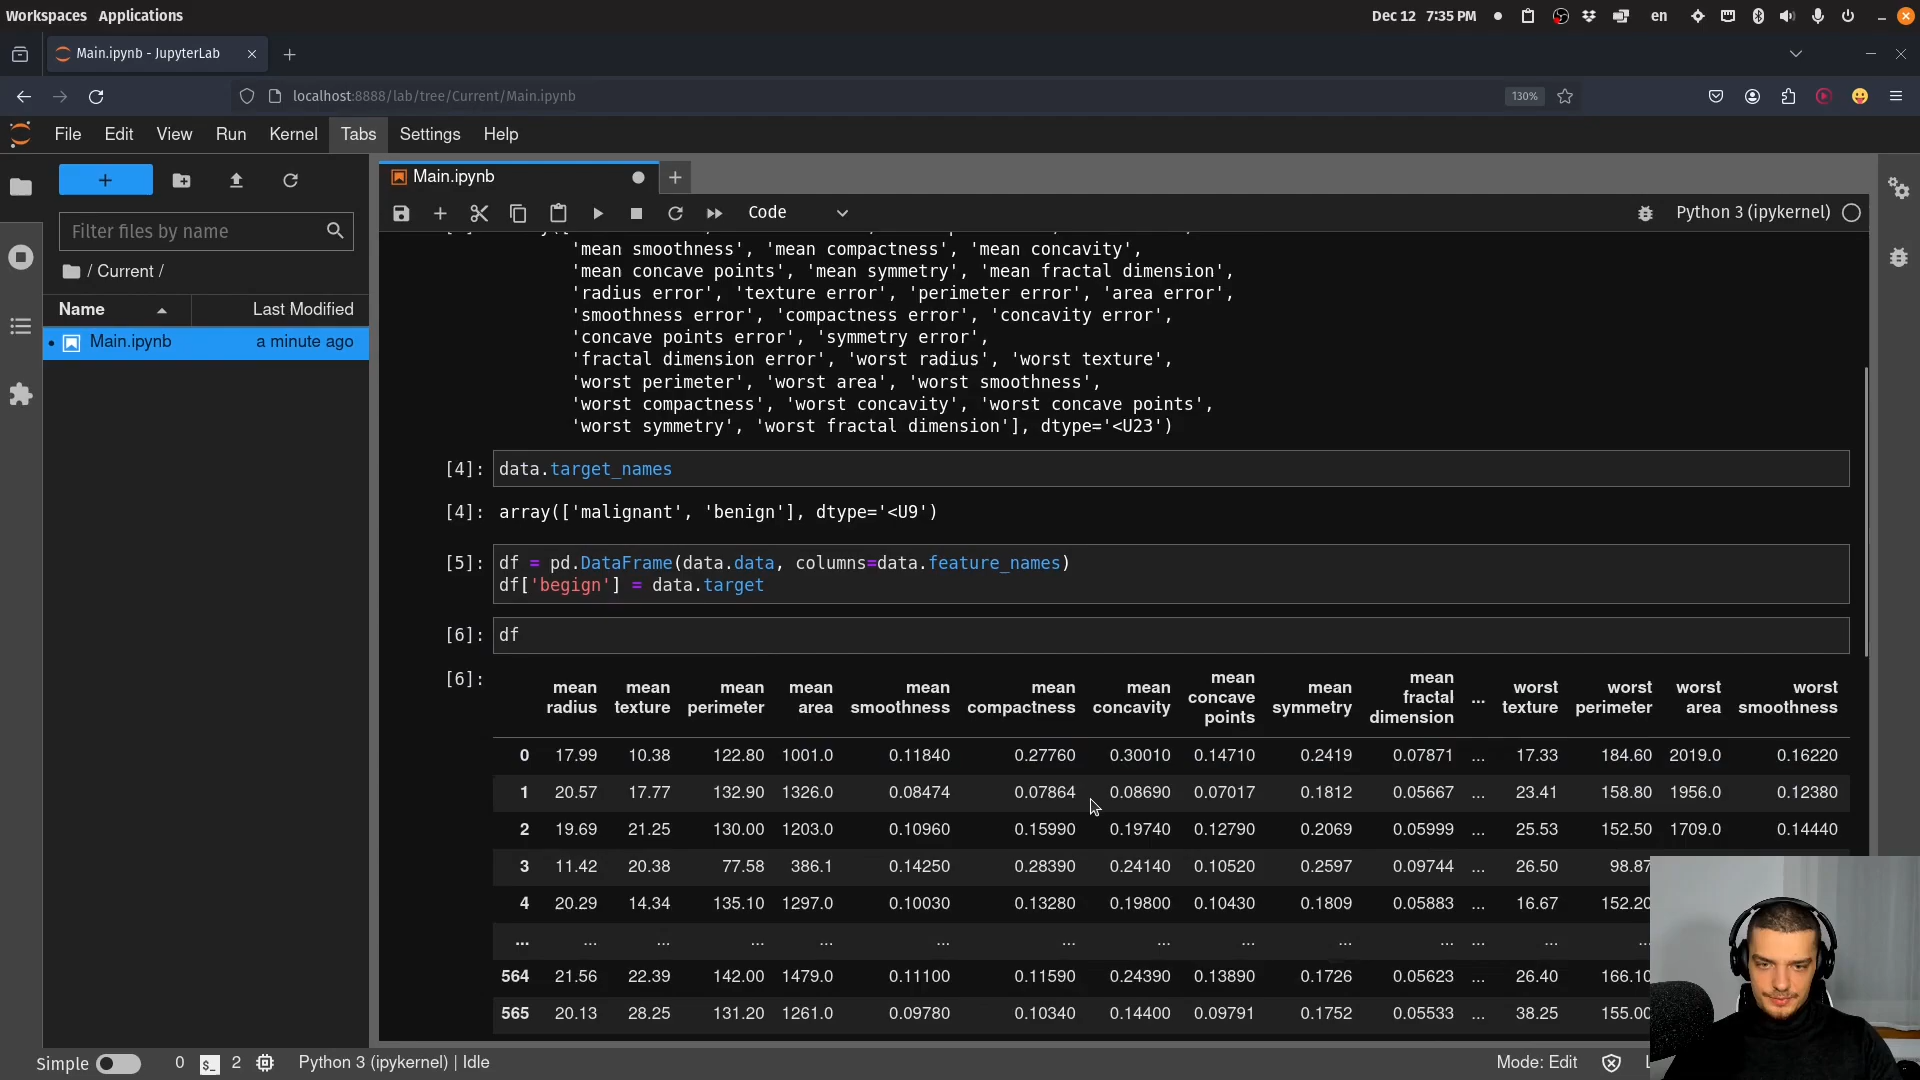 Workspaces Applications
Dec 12 7:35 PM
en
Main.ipynb - JupyterLab
localhost:8888/lab/tree/Current/Main.ipynb
130%
File Edit View Run Kernel Tabs Settings Help
Filter files by name
/ Current /
Name Last Modified
Main.ipynb a minute ago
Main.ipynb
Code
Python 3 (ipykernel)
'mean smoothness', 'mean compactness', 'mean concavity',
'mean concave points', 'mean symmetry', 'mean fractal dimension',
'radius error', 'texture error', 'perimeter error', 'area error',
'smoothness error', 'compactness error', 'concavity error',
'concave points error', 'symmetry error',
'fractal dimension error', 'worst radius', 'worst texture',
'worst perimeter', 'worst area', 'worst smoothness',
'worst compactness', 'worst concavity', 'worst concave points',
'worst symmetry', 'worst fractal dimension'], dtype='<U23')
[4]: data.target_names
[4]: array(['malignant', 'benign'], dtype='<U9')
[5]: df = pd.DataFrame(data.data, columns=data.feature_names)
df['begign'] = data.target
[6]: df
[6]:
mean radius mean texture mean perimeter mean area mean smoothness mean compactness mean concavity mean concave points mean symmetry mean fractal dimension ... worst texture worst perimeter worst area worst smoothness
0 17.99 10.38 122.80 1001.0 0.11840 0.27760 0.30010 0.14710 0.2419 0.07871 ... 17.33 184.60 2019.0 0.16220
1 20.57 17.77 132.90 1326.0 0.08474 0.07864 0.08690 0.07017 0.1812 0.05667 ... 23.41 158.80 1956.0 0.12380
2 19.69 21.25 130.00 1203.0 0.10960 0.15990 0.19740 0.12790 0.2069 0.05999 ... 25.53 152.50 1709.0 0.14440
3 11.42 20.38 77.58 386.1 0.14250 0.28390 0.24140 0.10520 0.2597 0.09744 ... 26.50 98.87
4 20.29 14.34 135.10 1297.0 0.10030 0.13280 0.19800 0.10430 0.1809 0.05883 ... 16.67 152.20
... ... ... ... ... ... ... ... ... ... ... ... ... ...
564 21.56 22.39 142.00 1479.0 0.11100 0.11590 0.24390 0.13890 0.1726 0.05623 ... 26.40 166.10
565 20.13 28.25 131.20 1261.0 0.09780 0.10340 0.14400 0.09791 0.1752 0.05533 ... 38.25 155.00
Simple 0 2 Python 3 (ipykernel) | Idle
Mode: Edit